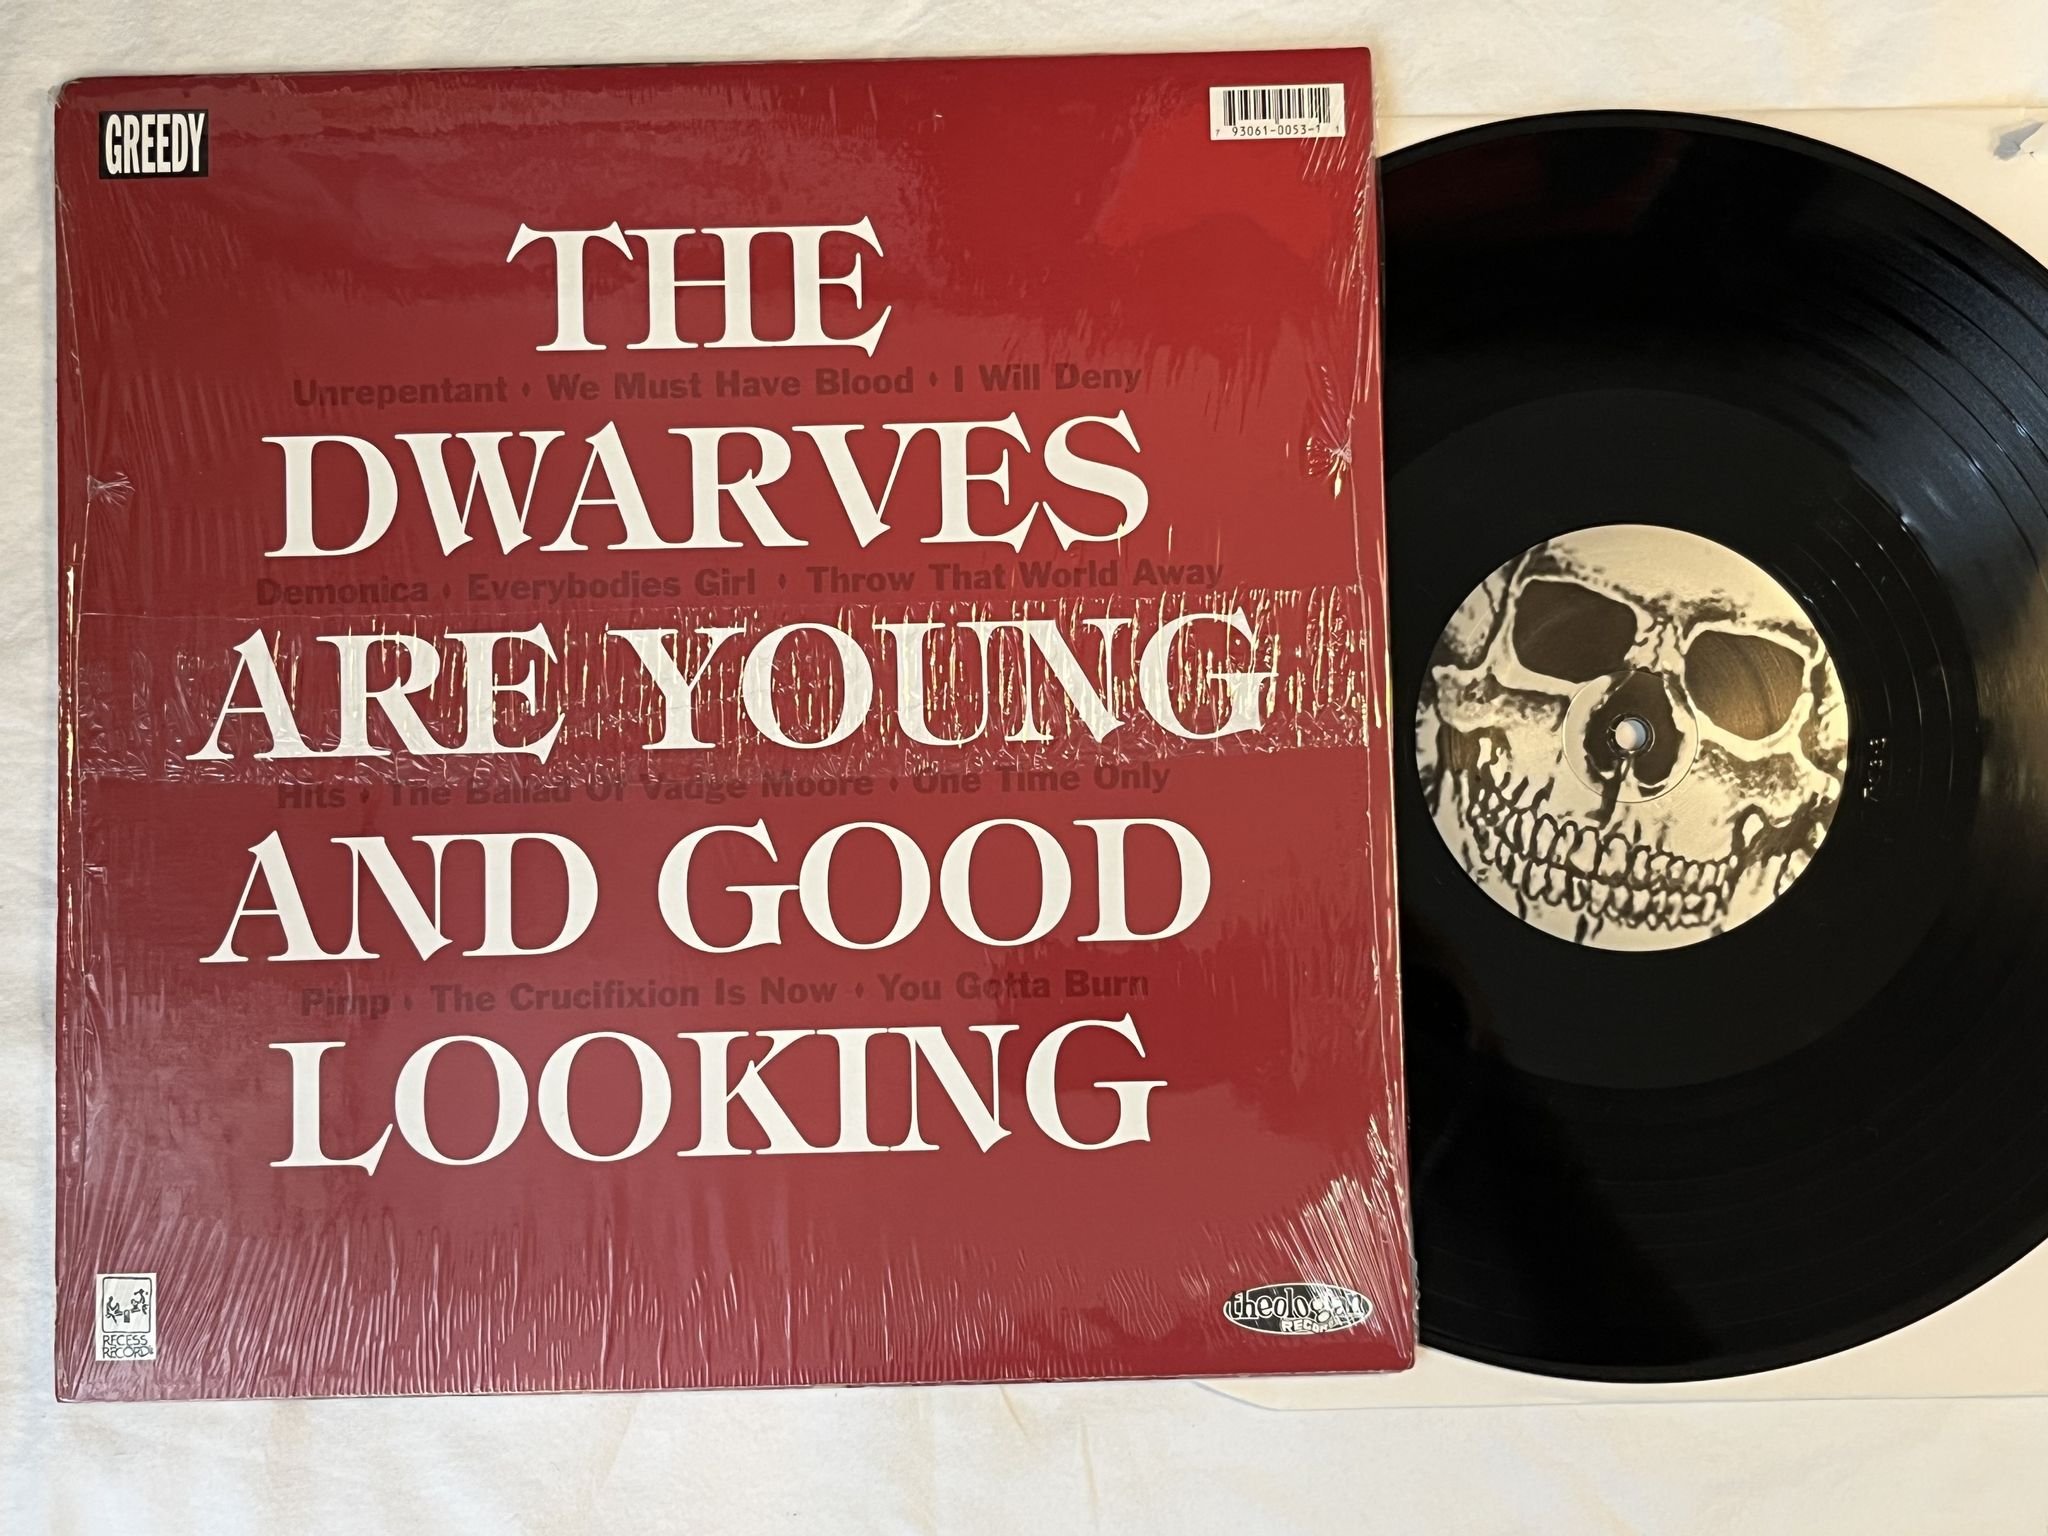 GREEDY
7 93061-0053-1 1
THE
Unrepentant • We Must Have Blood • I Will Deny
DWARVES
Demonica • Everybodies Girl • Throw That World Away
ARE YOUNG
Hits • The Ballad Of Vadge Moore • One Time Only
AND GOOD
Pimp • The Crucifixion Is Now • You Gotta Burn
LOOKING
RECESS
RECORDS
theologian
RECORDS